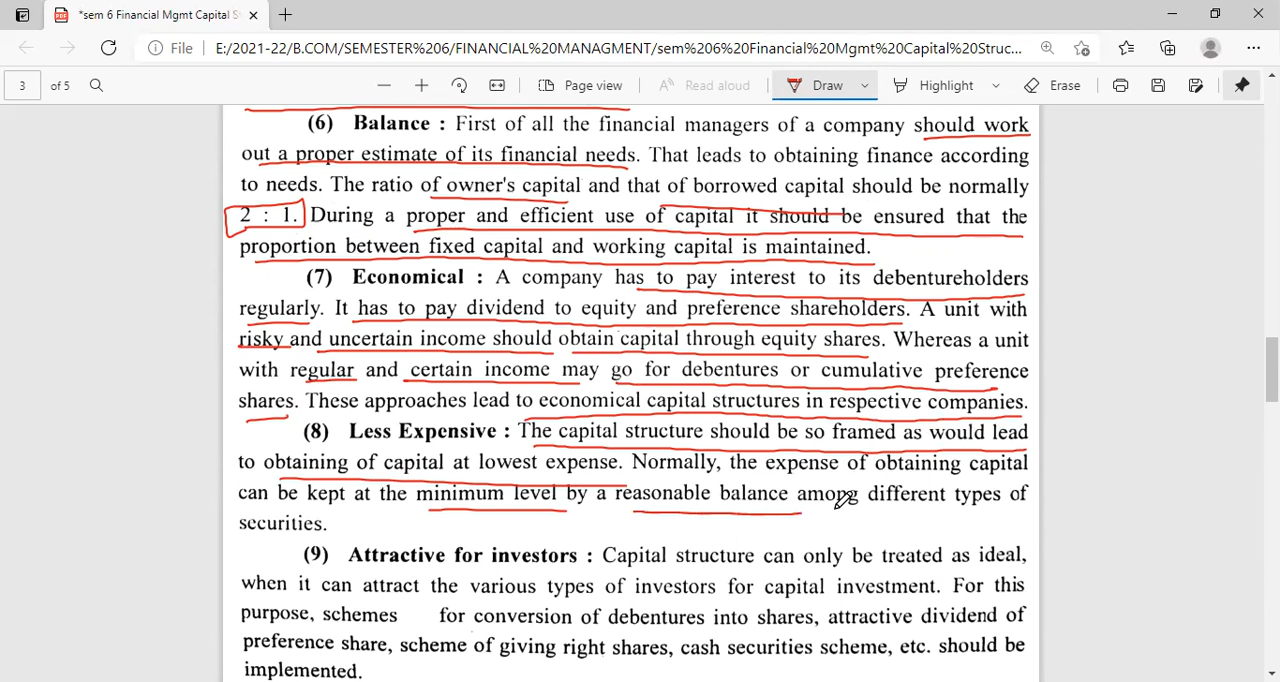 *sem 6 Financial Mgmt Capital S
File E:/2021-22/B.COM/SEMESTER%206/FINANCIAL%20MANAGMENT/sem%206%20Financial%20Mgmt%20Capital%20Struc...
3 of 5 Page view Read aloud Draw Highlight Erase
(6) Balance : First of all the financial managers of a company should work
out a proper estimate of its financial needs. That leads to obtaining finance according
to needs. The ratio of owner's capital and that of borrowed capital should be normally
2 : 1. During a proper and efficient use of capital it should be ensured that the
proportion between fixed capital and working capital is maintained.
(7) Economical : A company has to pay interest to its debentureholders
regularly. It has to pay dividend to equity and preference shareholders. A unit with
risky and uncertain income should obtain capital through equity shares. Whereas a unit
with regular and certain income may go for debentures or cumulative preference
shares. These approaches lead to economical capital structures in respective companies.
(8) Less Expensive : The capital structure should be so framed as would lead
to obtaining of capital at lowest expense. Normally, the expense of obtaining capital
can be kept at the minimum level by a reasonable balance among different types of
securities.
(9) Attractive for investors : Capital structure can only be treated as ideal,
when it can attract the various types of investors for capital investment. For this
purpose, schemes for conversion of debentures into shares, attractive dividend of
preference share, scheme of giving right shares, cash securities scheme, etc. should be
implemented.